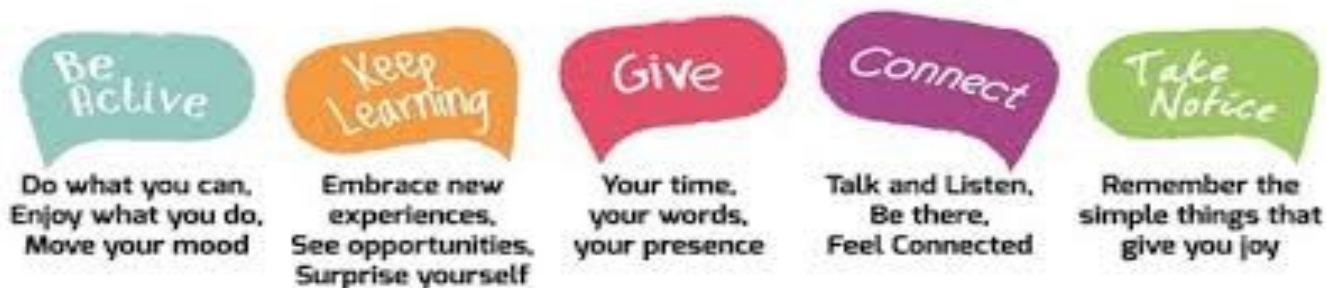 Be
Active
Do what you can,
Enjoy what you do,
Move your mood
Keep
Learning
Embrace new
experiences,
See opportunities,
Surprise yourself
Give
Your time,
your words,
your presence
Connect
Talk and Listen,
Be there,
Feel Connected
Take
Notice
Remember the
simple things that
give you joy